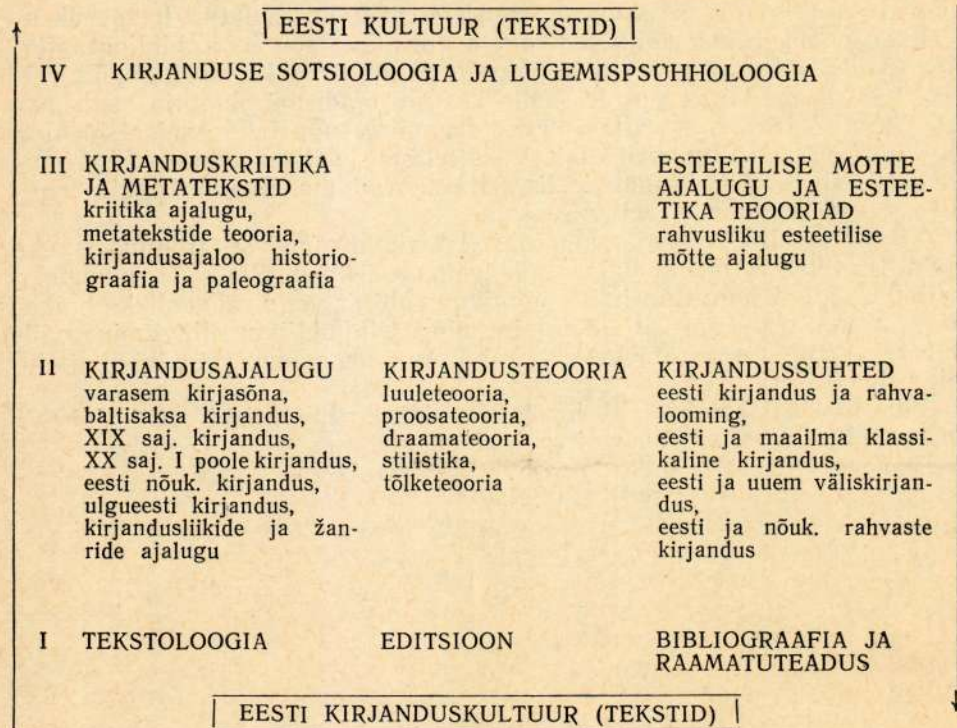 EESTI KULTUUR (TEKSTID)
IV KIRJANDUSE SOTSIOLOOGIA JA LUGEMISPSÜHHOLOOGIA
III KIRJANDUSKRIITIKA
JA METATEKSTID
kriitika ajalugu,
metatekstide teooria,
kirjandusajaloo historio-
graafia ja paleograafia
ESTEETILISE MÕTTE
AJALUGU JA ESTEE-
TIKA TEOORIAD
rahvusliku esteetilise
mõtte ajalugu
II KIRJANDUSAJALUGU
varasem kirjasõna,
baltisaksa kirjandus,
XIX saj. kirjandus,
XX saj. I poole kirjandus,
eesti nõuk. kirjandus,
ulgueesti kirjandus,
kirjandusliikide ja žan-
ride ajalugu
KIRJANDUSTEOORIA
luuleteooria,
proosateooria,
draamateooria,
stilistika,
tõlketeooria
KIRJANDUSSUHTED
eesti kirjandus ja rahva-
looming,
eesti ja maailma klassi-
kaline kirjandus,
eesti ja uuem väliskirjan-
dus,
eesti ja nõuk. rahvaste
kirjandus
I TEKSTOLOOGIA
EDITSIOON
BIBLIOGRAAFIA JA
RAAMATUTEADUS
EESTI KIRJANDUSKULTUUR (TEKSTID)